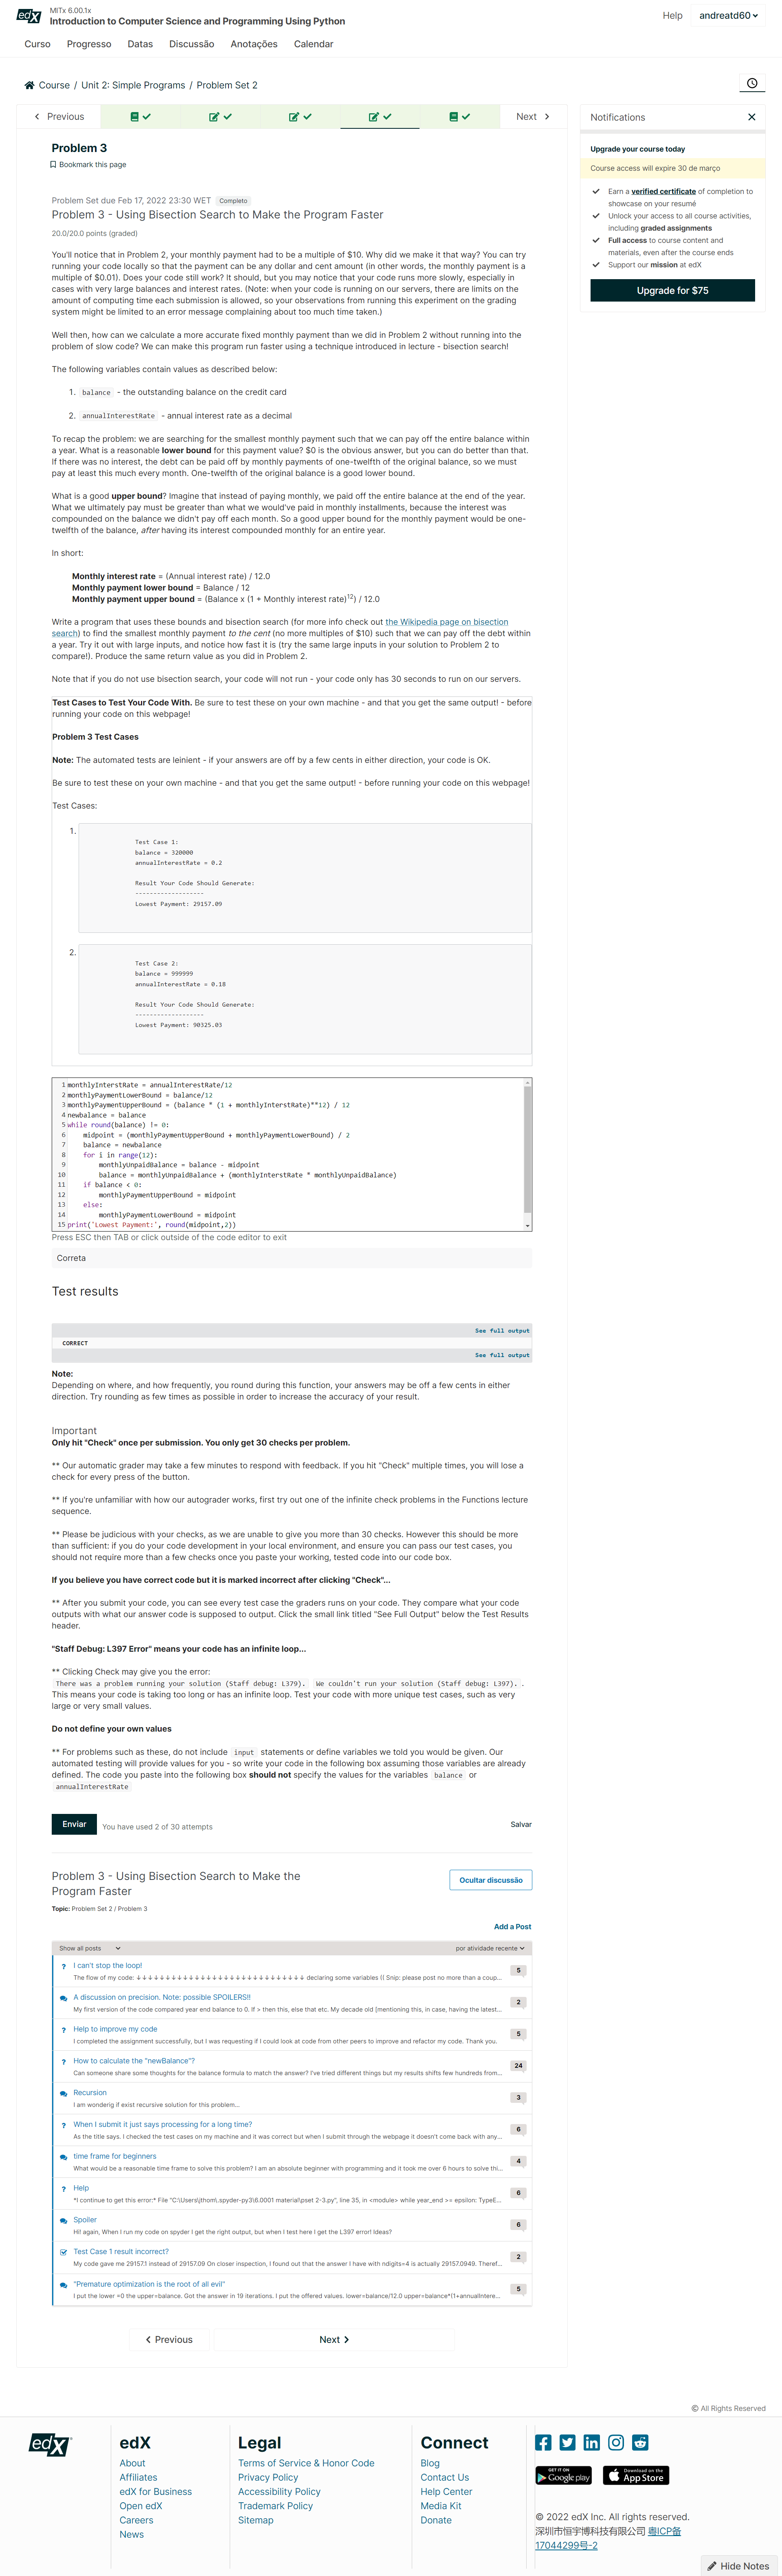 edX
MITx 6.00.1x
Introduction to Computer Science and Programming Using Python
Help
andreatd60
Curso
Progresso
Datas
Discussão
Anotações
Calendar
Course / Unit 2: Simple Programs / Problem Set 2
Previous
Next
Problem 3
Bookmark this page
Problem Set due Feb 17, 2022 23:30 WET Completo
Problem 3 - Using Bisection Search to Make the Program Faster
20.0/20.0 points (graded)
You'll notice that in Problem 2, your monthly payment had to be a multiple of $10. Why did we make it that way? You can try
running your code locally so that the payment can be any dollar and cent amount (in other words, the monthly payment is a
multiple of $0.01). Does your code still work? It should, but you may notice that your code runs more slowly, especially in
cases with very large balances and interest rates. (Note: when your code is running on our servers, there are limits on the
amount of computing time each submission is allowed, so your observations from running this experiment on the grading
system might be limited to an error message complaining about too much time taken.)
Well then, how can we calculate a more accurate fixed monthly payment than we did in Problem 2 without running into the
problem of slow code? We can make this program run faster using a technique introduced in lecture - bisection search!
The following variables contain values as described below:
1. balance - the outstanding balance on the credit card
2. annualInterestRate - annual interest rate as a decimal
To recap the problem: we are searching for the smallest monthly payment such that we can pay off the entire balance within
a year. What is a reasonable lower bound for this payment value? $0 is the obvious answer, but you can do better than that.
If there was no interest, the debt can be paid off by monthly payments of one-twelfth of the original balance, so we must
pay at least this much every month. One-twelfth of the original balance is a good lower bound.
What is a good upper bound? Imagine that instead of paying monthly, we paid off the entire balance at the end of the year.
What we ultimately pay must be greater than what we would've paid in monthly installments, because the interest was
compounded on the balance we didn't pay off each month. So a good upper bound for the monthly payment would be one-
twelfth of the balance, after having its interest compounded monthly for an entire year.
In short:
Monthly interest rate = (Annual interest rate) / 12.0
Monthly payment lower bound = Balance / 12
Monthly payment upper bound = (Balance x (1 + Monthly interest rate)12) / 12.0
Write a program that uses these bounds and bisection search (for more info check out the Wikipedia page on bisection
search) to find the smallest monthly payment to the cent (no more multiples of $10) such that we can pay off the debt within
a year. Try it out with large inputs, and notice how fast it is (try the same large inputs in your solution to Problem 2 to
compare!). Produce the same return value as you did in Problem 2.
Note that if you do not use bisection search, your code will not run - your code only has 30 seconds to run on our servers.
Test Cases to Test Your Code With. Be sure to test these on your own machine - and that you get the same output! - before
running your code on this webpage!
Problem 3 Test Cases
Note: The automated tests are leinient - if your answers are off by a few cents in either direction, your code is OK.
Be sure to test these on your own machine - and that you get the same output! - before running your code on this webpage!
Test Cases:
1.
Test Case 1:
balance = 320000
annualInterestRate = 0.2
Result Your Code Should Generate:
-------------------
Lowest Payment: 29157.09
2.
Test Case 2:
balance = 999999
annualInterestRate = 0.18
Result Your Code Should Generate:
-------------------
Lowest Payment: 90325.03
1 monthlyInterstRate = annualInterestRate/12
2 monthlyPaymentLowerBound = balance/12
3 monthlyPaymentUpperBound = (balance * (1 + monthlyInterstRate)**12) / 12
4 newbalance = balance
5 while round(balance) != 0:
6 midpoint = (monthlyPaymentUpperBound + monthlyPaymentLowerBound) / 2
7 balance = newbalance
8 for i in range(12):
9 monthlyUnpaidBalance = balance - midpoint
10 balance = monthlyUnpaidBalance + (monthlyInterstRate * monthlyUnpaidBalance)
11 if balance < 0:
12 monthlyPaymentUpperBound = midpoint
13 else:
14 monthlyPaymentLowerBound = midpoint
15 print('Lowest Payment:', round(midpoint,2))
Press ESC then TAB or click outside of the code editor to exit
Correta
Test results
See full output
CORRECT
See full output
Note:
Depending on where, and how frequently, you round during this function, your answers may be off a few cents in either
direction. Try rounding as few times as possible in order to increase the accuracy of your result.
Important
Only hit "Check" once per submission. You only get 30 checks per problem.
** Our automatic grader may take a few minutes to respond with feedback. If you hit "Check" multiple times, you will lose a
check for every press of the button.
** If you're unfamiliar with how our autograder works, first try out one of the infinite check problems in the Functions lecture
sequence.
** Please be judicious with your checks, as we are unable to give you more than 30 checks. However this should be more
than sufficient: if you do your code development in your local environment, and ensure you can pass our test cases, you
should not require more than a few checks once you paste your working, tested code into our code box.
If you believe you have correct code but it is marked incorrect after clicking "Check"...
** After you submit your code, you can see every test case the graders runs on your code. They compare what your code
outputs with what our answer code is supposed to output. Click the small link titled "See Full Output" below the Test Results
header.
"Staff Debug: L397 Error" means your code has an infinite loop...
** Clicking Check may give you the error:
There was a problem running your solution (Staff debug: L379). We couldn't run your solution (Staff debug: L397). .
This means your code is taking too long or has an infinite loop. Test your code with more unique test cases, such as very
large or very small values.
Do not define your own values
** For problems such as these, do not include input statements or define variables we told you would be given. Our
automated testing will provide values for you - so write your code in the following box assuming those variables are already
defined. The code you paste into the following box should not specify the values for the variables balance or
annualInterestRate
Enviar
You have used 2 of 30 attempts
Salvar
Problem 3 - Using Bisection Search to Make the
Program Faster
Ocultar discussão
Topic: Problem Set 2 / Problem 3
Add a Post
Show all posts
por atividade recente
I can't stop the loop!
The flow of my code: ↓↓↓↓↓↓↓↓↓↓↓↓↓↓↓↓↓↓↓↓↓↓↓↓↓↓↓↓↓ declaring some variables (( Snip: please post no more than a coup...
5
A discussion on precision. Note: possible SPOILERS!!
My first version of the code compared year end balance to 0. If > then this, else that etc. My decade old [mentioning this, in case, having the latest...
2
Help to improve my code
I completed the assignment successfully, but I was requesting if I could look at code from other peers to improve and refactor my code. Thank you.
5
How to calculate the "newBalance"?
Can someone share some thoughts for the balance formula to match the answer? I've tried different things but my results shifts few hundreds from...
24
Recursion
I am wonderig if exist recursive solution for this problem...
3
When I submit it just says processing for a long time?
As the title says. I checked the test cases on my machine and it was correct but when I submit through the webpage it doesn't come back with any...
6
time frame for beginners
What would be a reasonable time frame to solve this problem? I am an absolute beginner with programming and it took me over 6 hours to solve thi...
4
Help
*I continue to get this error:* File "C:\Users\jthom\.spyder-py3\6.0001 material\pset 2-3.py", line 35, in <module> while year_end >= epsilon: TypeE...
6
Spoiler
Hi! again, When I run my code on spyder I get the right output, but when I test here I get the L397 error! Ideas?
6
Test Case 1 result incorrect?
My code gave me 29157.1 instead of 29157.09 On closer inspection, I found out that the answer I have with ndigits=4 is actually 29157.0949. Theref...
2
"Premature optimization is the root of all evil"
I put the lower =0 the upper=balance. Got the answer in 19 iterations. I put the offered values. lower=balance/12.0 upper=balance*(1+annualIntere...
5
Previous
Next
Notifications
Upgrade your course today
Course access will expire 30 de março
Earn a verified certificate of completion to
showcase on your resumé
Unlock your access to all course activities,
including graded assignments
Full access to course content and
materials, even after the course ends
Support our mission at edX
Upgrade for $75
© All Rights Reserved
edX
edX
About
Affiliates
edX for Business
Open edX
Careers
News
Legal
Terms of Service & Honor Code
Privacy Policy
Accessibility Policy
Trademark Policy
Sitemap
Connect
Blog
Contact Us
Help Center
Media Kit
Donate
GET IT ON
Google play
Download on the
App Store
© 2022 edX Inc. All rights reserved.
深圳市恒宇博科技有限公司 粤ICP备
17044299号-2
Hide Notes